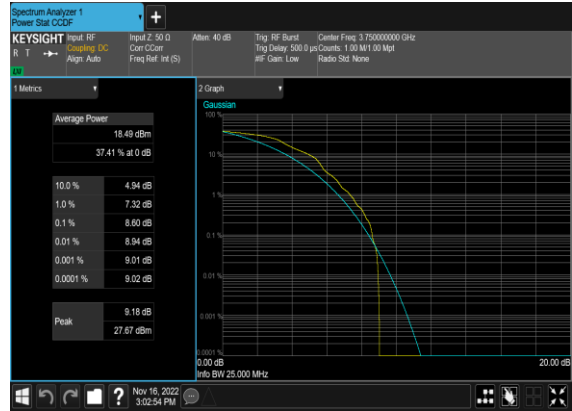 Spectrum Analyzer 1
Power Stat CCDF
+
KEYSIGHT
R T
LXI
Input: RF
Coupling: DC
Align: Auto
Input Z: 50 Ω
Corr CCorr
Freq Ref: Int (S)
Atten: 40 dB
Trig: RF Burst
Trig Delay: 500.0 µs
#IF Gain: Low
Center Freq: 3.750000000 GHz
Counts: 1.00 M/1.00 Mpt
Radio Std: None
1 Metrics
Average Power
18.49 dBm
37.41 % at 0 dB
10.0 % 4.94 dB
1.0 % 7.32 dB
0.1 % 8.60 dB
0.01 % 8.94 dB
0.001 % 9.01 dB
0.0001 % 9.02 dB
Peak
9.18 dB
27.67 dBm
2 Graph
Gaussian
100 %
10 %
1 %
0.1 %
0.01 %
0.001 %
0.0001 %
0.00 dB
20.00 dB
Info BW 25.000 MHz
?
Nov 16, 2022
3:02:54 PM